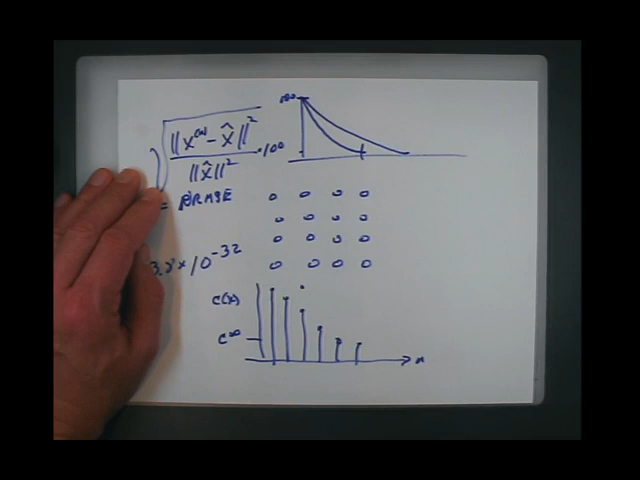 100
√ ||x⁽ⁿ⁾ - x̂||² / ||x̂||² · 100
= PRMSE
3.8 × 10⁻³²
C(x)
C∞
n